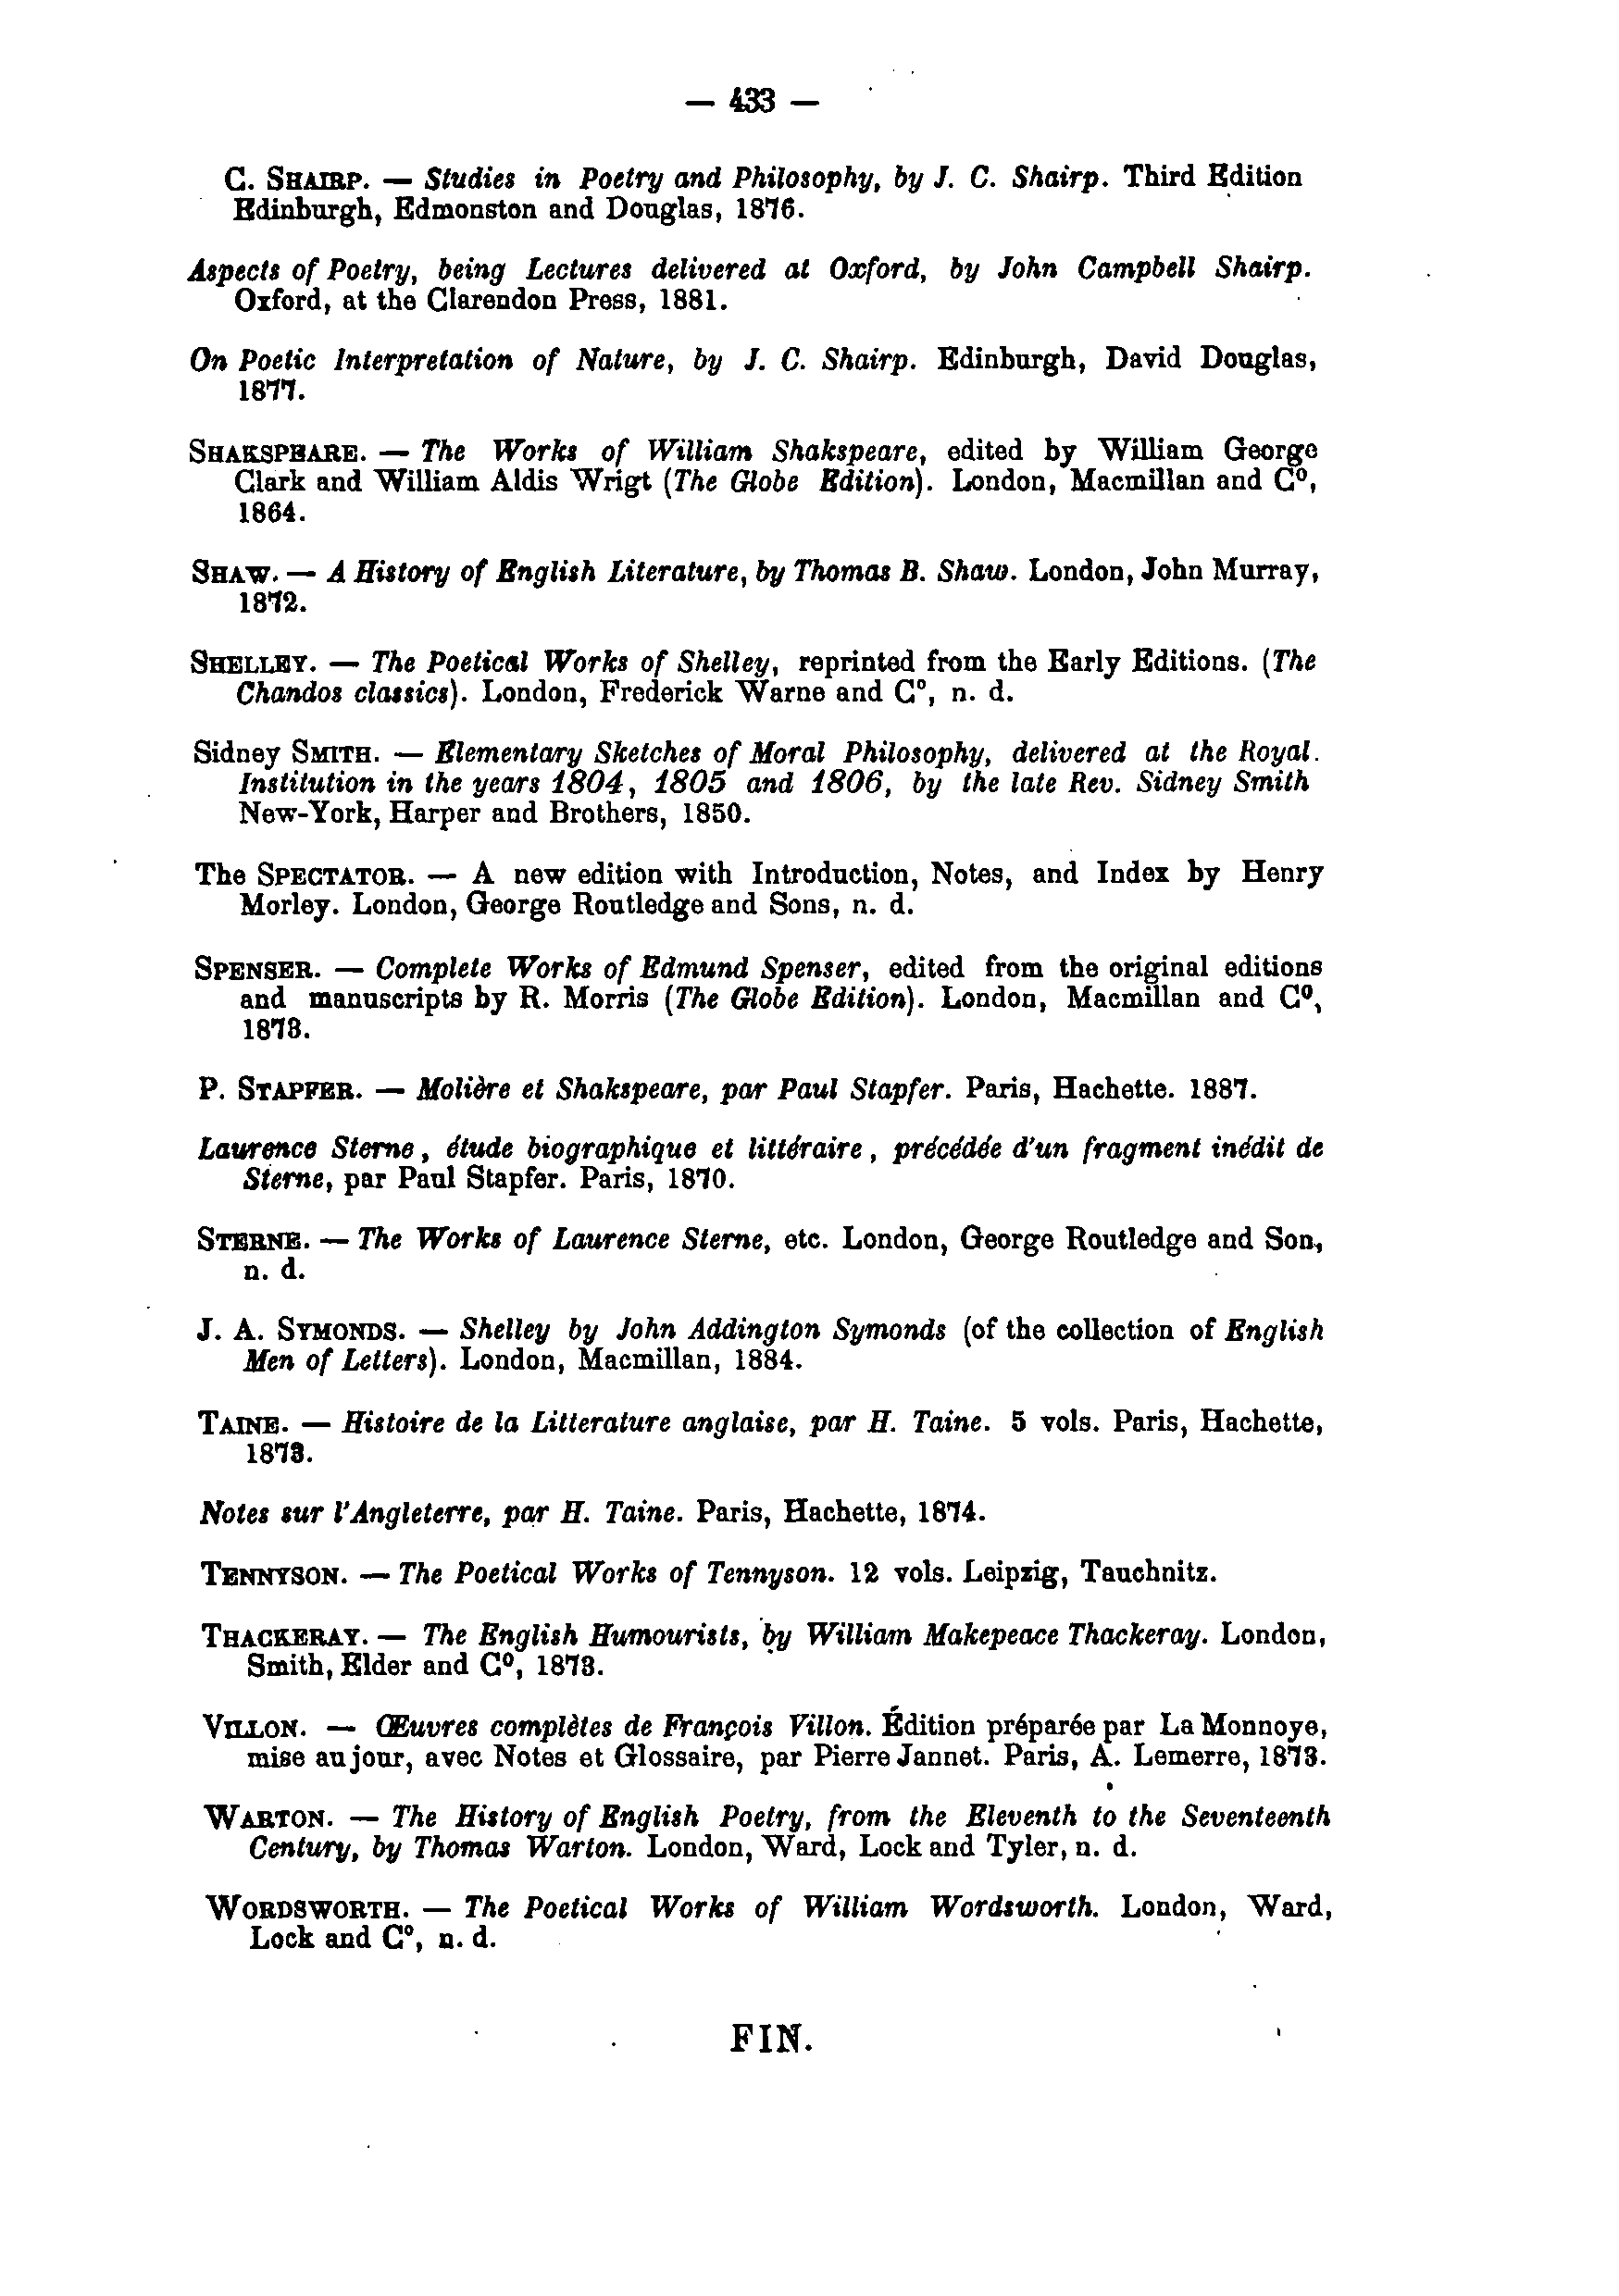 — 433 —
C. SHAIRP. — Studies in Poetry and Philosophy, by J. C. Shairp. Third Edition
Edinburgh, Edmonston and Douglas, 1876.
Aspects of Poetry, being Lectures delivered at Oxford, by John Campbell Shairp.
Oxford, at the Clarendon Press, 1881.
On Poetic Interpretation of Nature, by J. C. Shairp. Edinburgh, David Douglas,
1877.
SHAKSPEARE. — The Works of William Shakspeare, edited by William George
Clark and William Aldis Wrigt (The Globe Edition). London, Macmillan and Cº,
1864.
SHAW. — A History of English Literature, by Thomas B. Shaw. London, John Murray,
1872.
SHELLEY. — The Poetical Works of Shelley, reprinted from the Early Editions. (The
Chandos classics). London, Frederick Warne and Cº, n. d.
Sidney SMITH. — Elementary Sketches of Moral Philosophy, delivered at the Royal.
Institution in the years 1804, 1805 and 1806, by the late Rev. Sidney Smith
New-York, Harper and Brothers, 1850.
The SPECTATOR. — A new edition with Introduction, Notes, and Index by Henry
Morley. London, George Routledge and Sons, n. d.
SPENSER. — Complete Works of Edmund Spenser, edited from the original editions
and manuscripts by R. Morris (The Globe Edition). London, Macmillan and Cº,
1873.
P. STAPFER. — Molière et Shakspeare, par Paul Stapfer. Paris, Hachette. 1887.
Laurence Sterne, étude biographique et littéraire, précédée d'un fragment inédit de
Sterne, par Paul Stapfer. Paris, 1870.
STERNE. — The Works of Laurence Sterne, etc. London, George Routledge and Son,
n. d.
J. A. SYMONDS. — Shelley by John Addington Symonds (of the collection of English
Men of Letters). London, Macmillan, 1884.
TAINE. — Histoire de la Litterature anglaise, par H. Taine. 5 vols. Paris, Hachette,
1873.
Notes sur l'Angleterre, par H. Taine. Paris, Hachette, 1874.
TENNYSON. — The Poetical Works of Tennyson. 12 vols. Leipzig, Tauchnitz.
THACKERAY. — The English Humourists, by William Makepeace Thackeray. London,
Smith, Elder and Cº, 1873.
VILLON. — Œuvres complètes de François Villon. Édition préparée par La Monnoye,
mise au jour, avec Notes et Glossaire, par Pierre Jannet. Paris, A. Lemerre, 1873.
WARTON. — The History of English Poetry, from the Eleventh to the Seventeenth
Century, by Thomas Warton. London, Ward, Lock and Tyler, n. d.
WORDSWORTH. — The Poetical Works of William Wordsworth. London, Ward,
Lock and Cº, n. d.
FIN.